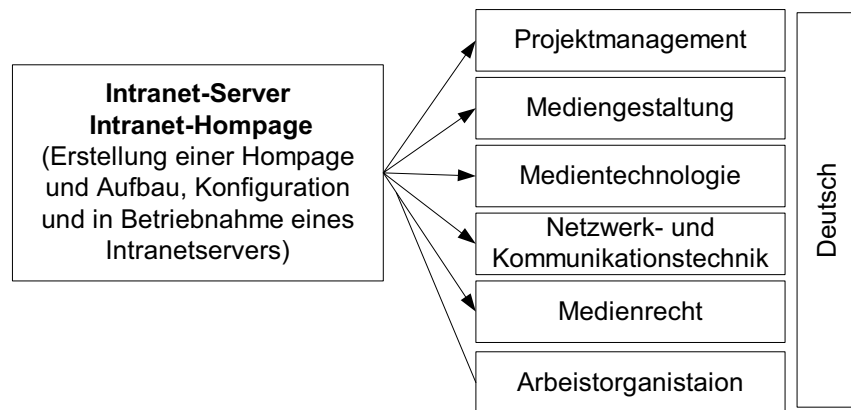 Intranet-Server
Intranet-Hompage
(Erstellung einer Hompage
und Aufbau, Konfiguration
und in Betriebnahme eines
Intranetservers)
Projektmanagement
Mediengestaltung
Medientechnologie
Netzwerk- und
Kommunikationstechnik
Medienrecht
Arbeistorganistaion
Deutsch